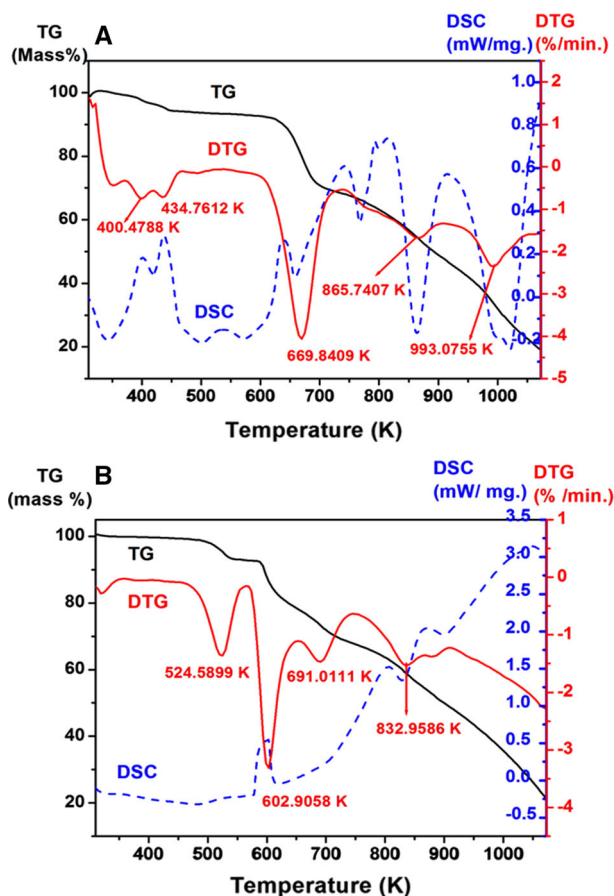 TG
(Mass%)
A
DSC
(mW/mg.)
DTG
(%/min.)
100
80
60
40
20
TG
DTG
DSC
400.4788 K
434.7612 K
669.8409 K
865.7407 K
993.0755 K
1.0
0.8
0.6
0.4
0.2
0.0
-0.2
2
1
0
-1
-2
-3
-4
-5
400 500 600 700 800 900 1000
Temperature (K)
TG
(mass %)
B
DSC
(mW/ mg.)
DTG
(% /min.)
100
80
60
40
20
TG
DTG
DSC
524.5899 K
691.0111 K
832.9586 K
602.9058 K
3.5
3.0
2.5
2.0
1.5
1.0
0.5
0.0
-0.5
1
0
-1
-2
-3
-4
400 500 600 700 800 900 1000
Temperature (K)